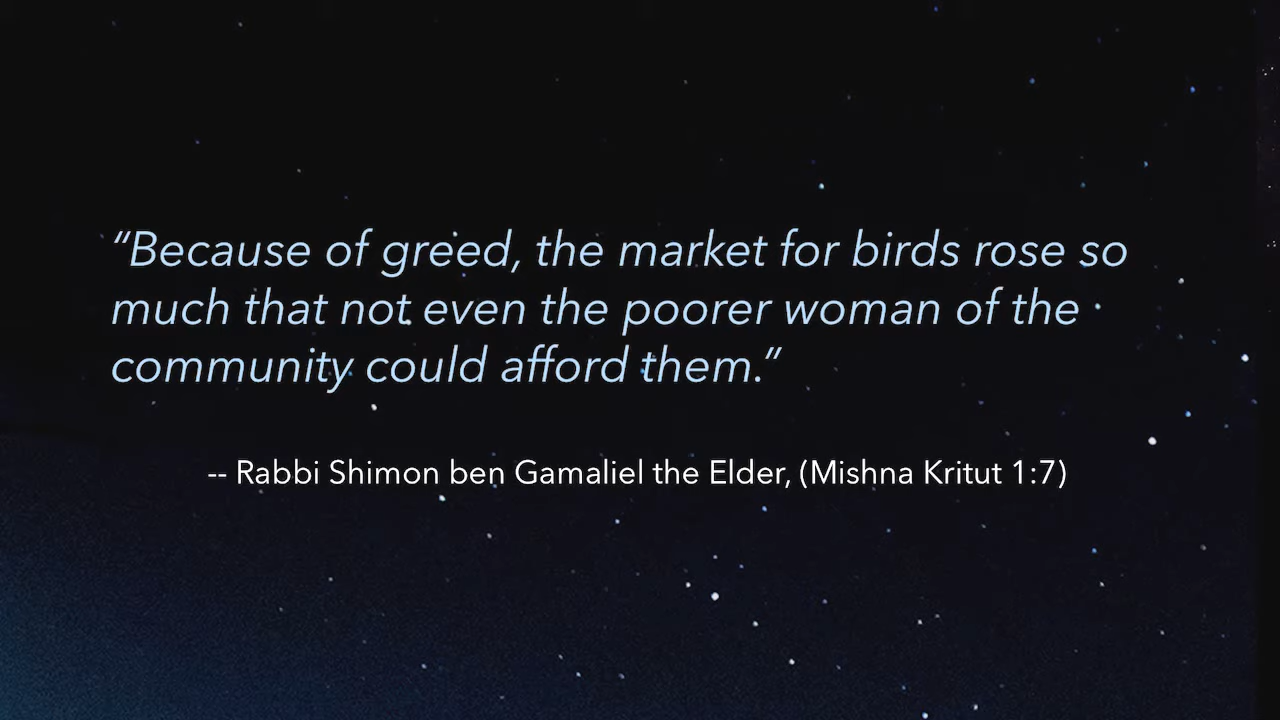 “Because of greed, the market for birds rose so
much that not even the poorer woman of the
community could afford them.”
-- Rabbi Shimon ben Gamaliel the Elder, (Mishna Kritut 1:7)